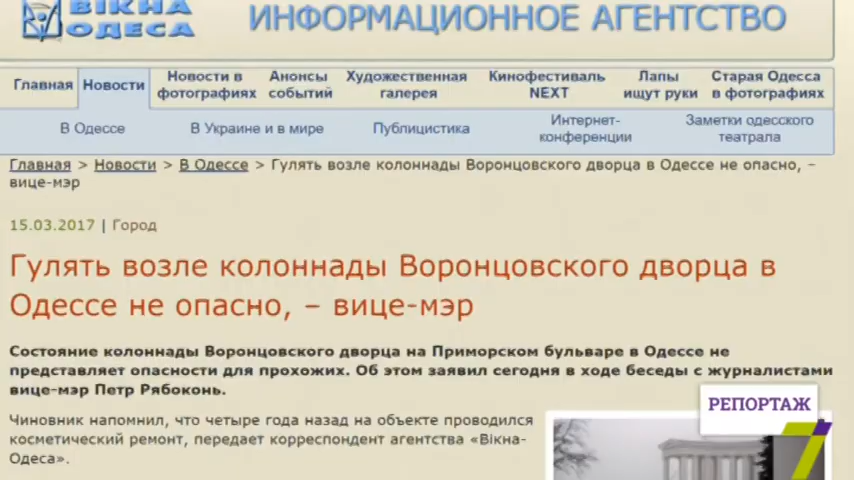 ВІКНА
ОДЕСА
ИНФОРМАЦИОННОЕ АГЕНТСТВО
Главная
Новости
Новости в
фотографиях
Анонсы
событий
Художественная
галерея
Кинофестиваль
NEXT
Лапы
ищут руки
Старая Одесса
в фотографиях
В Одессе
В Украине и в мире
Публицистика
Интернет-
конференции
Заметки одесского
театрала
Главная > Новости > В Одессе > Гулять возле колоннады Воронцовского дворца в Одессе не опасно, –
вице-мэр
15.03.2017 | Город
Гулять возле колоннады Воронцовского дворца в
Одессе не опасно, – вице-мэр
Состояние колоннады Воронцовского дворца на Приморском бульваре в Одессе не
представляет опасности для прохожих. Об этом заявил сегодня в ходе беседы с журналистами
вице-мэр Петр Рябоконь.
Чиновник напомнил, что четыре года назад на объекте проводился
косметический ремонт, передает корреспондент агентства «Вікна-
Одеса».
РЕПОРТАЖ
7